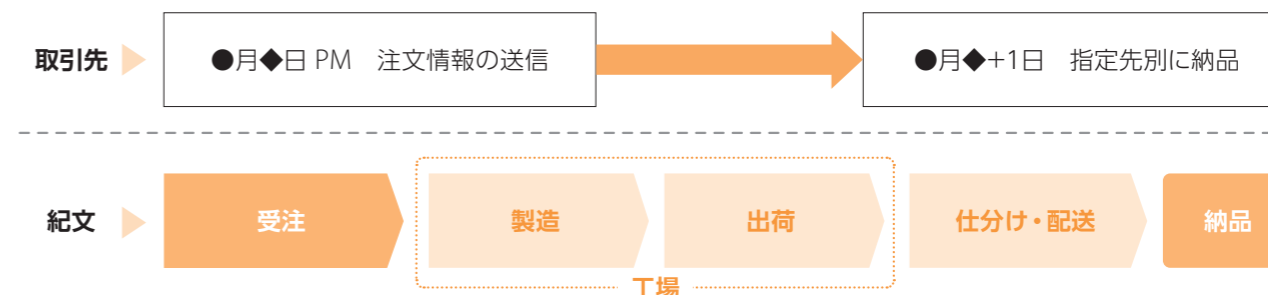 取引先
●月◆日 PM　注文情報の送信
●月◆+1日　指定先別に納品
紀文
受注
製造
出荷
仕分け・配送
納品
工場